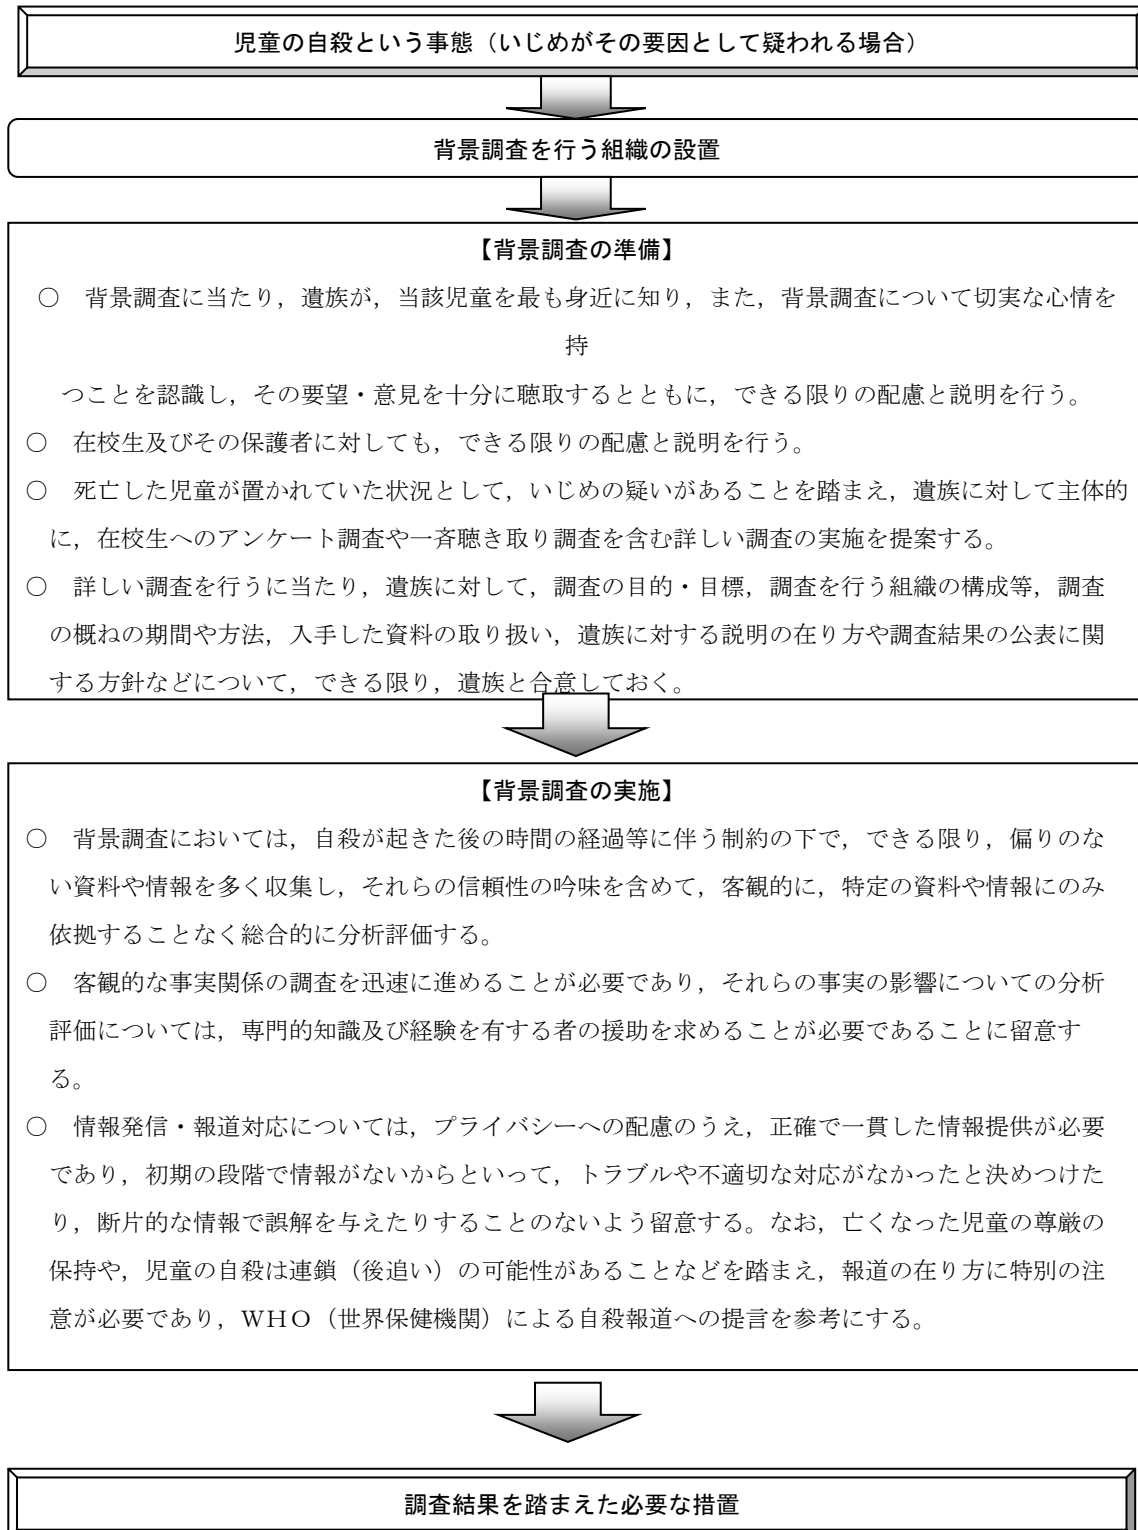 児童の自殺という事態（いじめがその要因として疑われる場合）
背景調査を行う組織の設置
【背景調査の準備】
○　背景調査に当たり，遺族が，当該児童を最も身近に知り，また，背景調査について切実な心情を
持
つことを認識し，その要望・意見を十分に聴取するとともに，できる限りの配慮と説明を行う。
○　在校生及びその保護者に対しても，できる限りの配慮と説明を行う。
○　死亡した児童が置かれていた状況として，いじめの疑いがあることを踏まえ，遺族に対して主体的
に，在校生へのアンケート調査や一斉聴き取り調査を含む詳しい調査の実施を提案する。
○　詳しい調査を行うに当たり，遺族に対して，調査の目的・目標，調査を行う組織の構成等，調査
の概ねの期間や方法，入手した資料の取り扱い，遺族に対する説明の在り方や調査結果の公表に関
する方針などについて，できる限り，遺族と合意しておく。
【背景調査の実施】
○　背景調査においては，自殺が起きた後の時間の経過等に伴う制約の下で，できる限り，偏りのな
い資料や情報を多く収集し，それらの信頼性の吟味を含めて，客観的に，特定の資料や情報にのみ
依拠することなく総合的に分析評価する。
○　客観的な事実関係の調査を迅速に進めることが必要であり，それらの事実の影響についての分析
評価については，専門的知識及び経験を有する者の援助を求めることが必要であることに留意す
る。
○　情報発信・報道対応については，プライバシーへの配慮のうえ，正確で一貫した情報提供が必要
であり，初期の段階で情報がないからといって，トラブルや不適切な対応がなかったと決めつけた
り，断片的な情報で誤解を与えたりすることのないよう留意する。なお，亡くなった児童の尊厳の
保持や，児童の自殺は連鎖（後追い）の可能性があることなどを踏まえ，報道の在り方に特別の注
意が必要であり，ＷＨＯ（世界保健機関）による自殺報道への提言を参考にする。
調査結果を踏まえた必要な措置